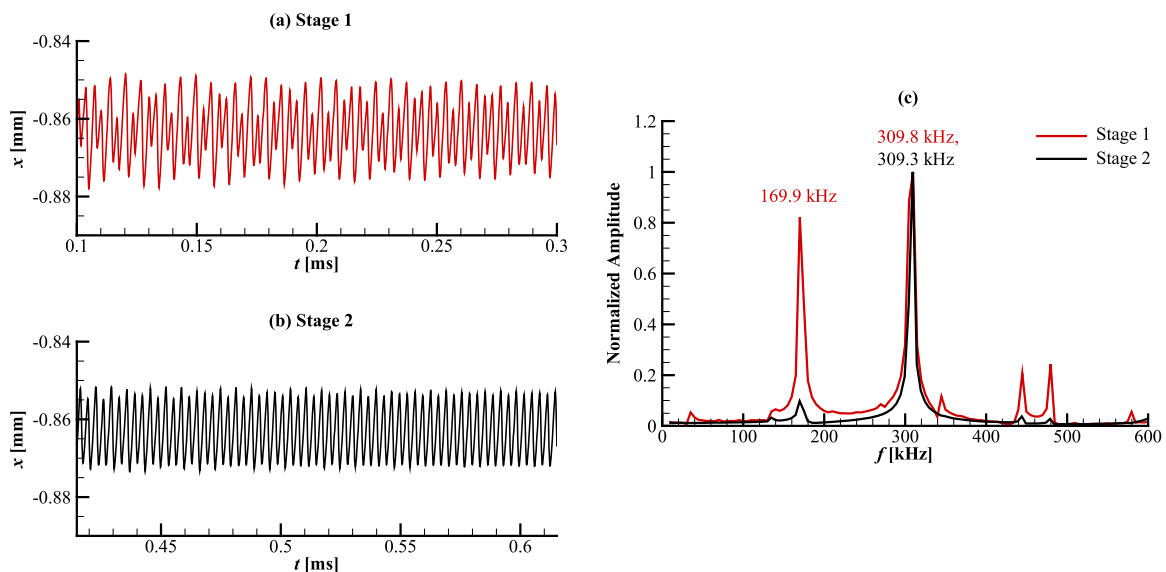 (a) Stage 1
-0.84
-0.86
-0.88
x [mm]
0.1 0.15 0.2 0.25 0.3
t [ms]
(b) Stage 2
-0.84
-0.86
-0.88
x [mm]
0.45 0.5 0.55 0.6
t [ms]
(c)
1.2
1
0.8
0.6
0.4
0.2
0
Normalized Amplitude
309.8 kHz,
309.3 kHz
169.9 kHz
Stage 1
Stage 2
0 100 200 300 400 500 600
f [kHz]